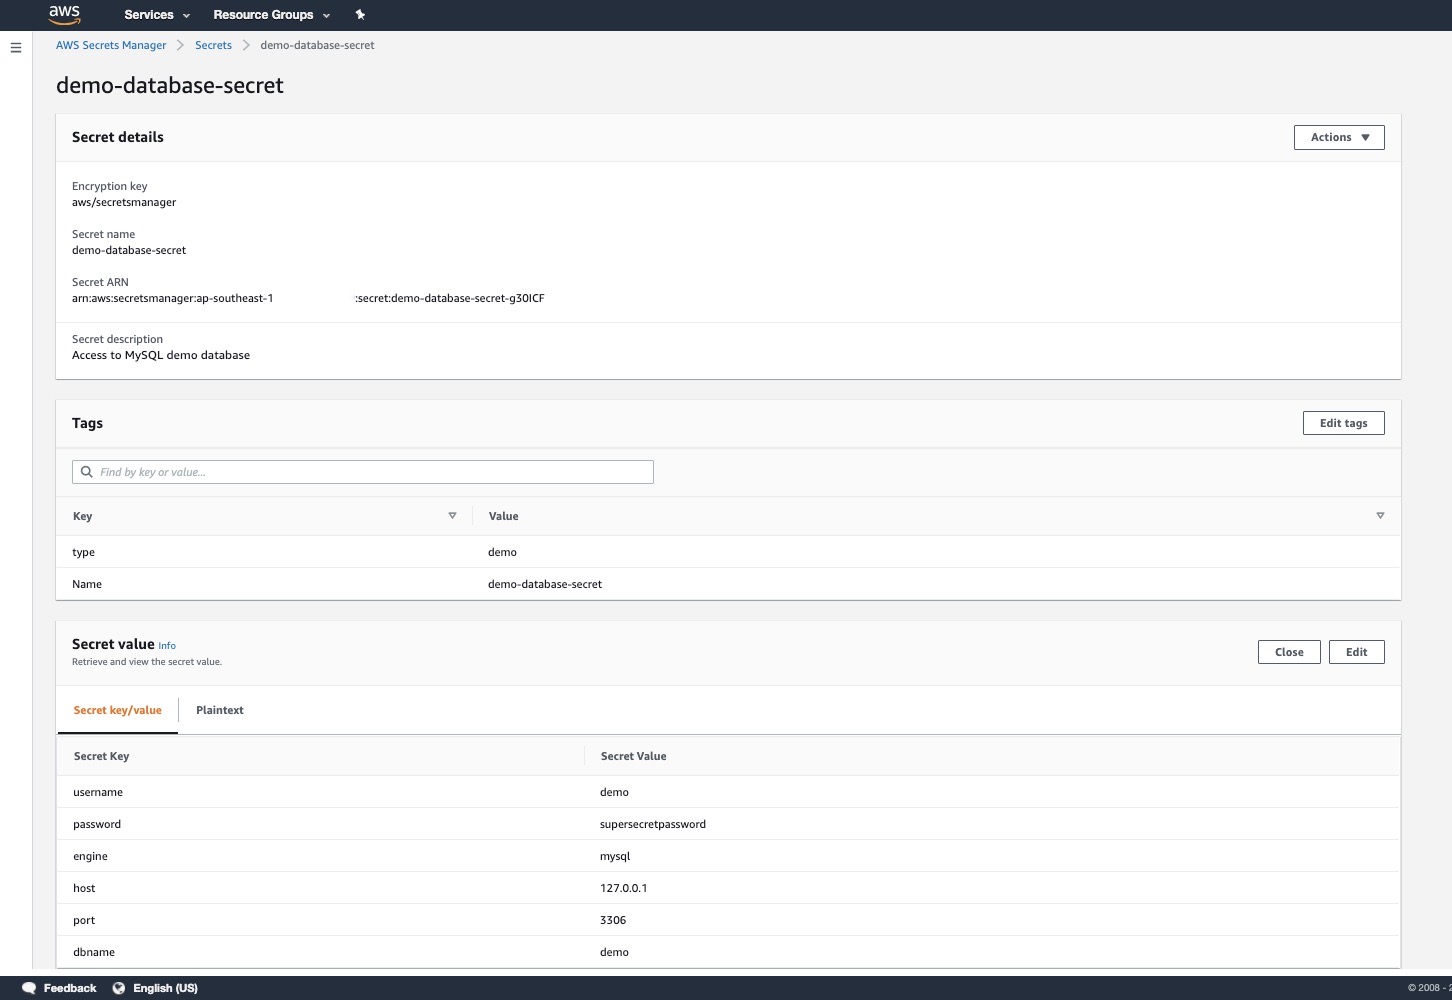 aws Services Resource Groups
AWS Secrets Manager Secrets demo-database-secret
demo-database-secret
Secret details Actions
Encryption key
aws/secretsmanager
Secret name
demo-database-secret
Secret ARN
arn:aws:secretsmanager:ap-southeast-1 :secret:demo-database-secret-g30ICF
Secret description
Access to MySQL demo database
Tags Edit tags
Find by key or value...
Key Value
type demo
Name demo-database-secret
Secret value Info Close Edit
Retrieve and view the secret value.
Secret key/value Plaintext
Secret Key Secret Value
username demo
password supersecretpassword
engine mysql
host 127.0.0.1
port 3306
dbname demo
Feedback English (US) © 2008 -